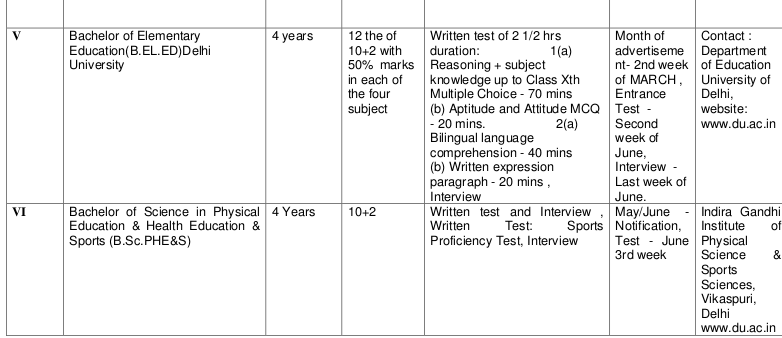 V
Bachelor of Elementary
Education(B.EL.ED)Delhi
University
4 years
12 the of
10+2 with
50% marks
in each of
the four
subject
Written test of 2 1/2 hrs
duration: 1(a)
Reasoning + subject
knowledge up to Class Xth
Multiple Choice - 70 mins
(b) Aptitude and Attitude MCQ
- 20 mins. 2(a)
Bilingual language
comprehension - 40 mins
(b) Written expression
paragraph - 20 mins ,
Interview
Month of
advertiseme
nt- 2nd week
of MARCH ,
Entrance
Test -
Second
week of
June,
Interview -
Last week of
June.
Contact :
Department
of Education
University of
Delhi,
website:
www.du.ac.in
VI
Bachelor of Science in Physical
Education & Health Education &
Sports (B.Sc.PHE&S)
4 Years
10+2
Written test and Interview ,
Written Test: Sports
Proficiency Test, Interview
May/June -
Notification,
Test - June
3rd week
Indira Gandhi
Institute of
Physical
Science &
Sports
Sciences,
Vikaspuri,
Delhi
www.du.ac.in